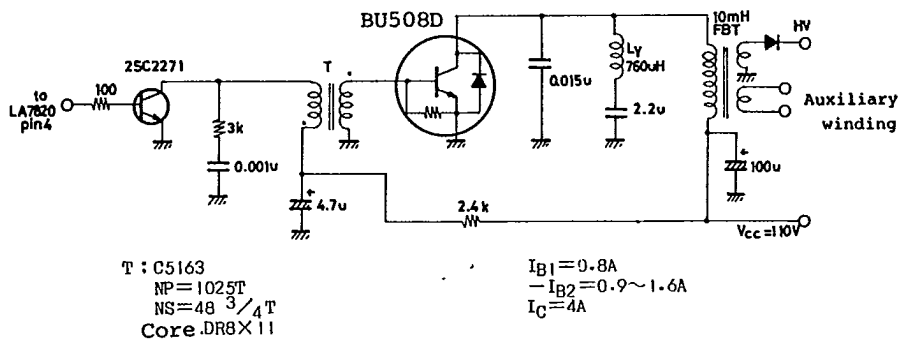 BU508D
10mH
FBT
HV
2SC2271
T
Ly
760uH
0.015u
100
to
LA7820
pin4
3k
2.2u
Auxiliary
winding
0.001u
100u
4.7u
2.4k
Vcc=110V
T : C5163
NP=1025T
NS=48 3/4T
Core.DR8×11
IB1=0.8A
-IB2=0.9~1.6A
IC=4A